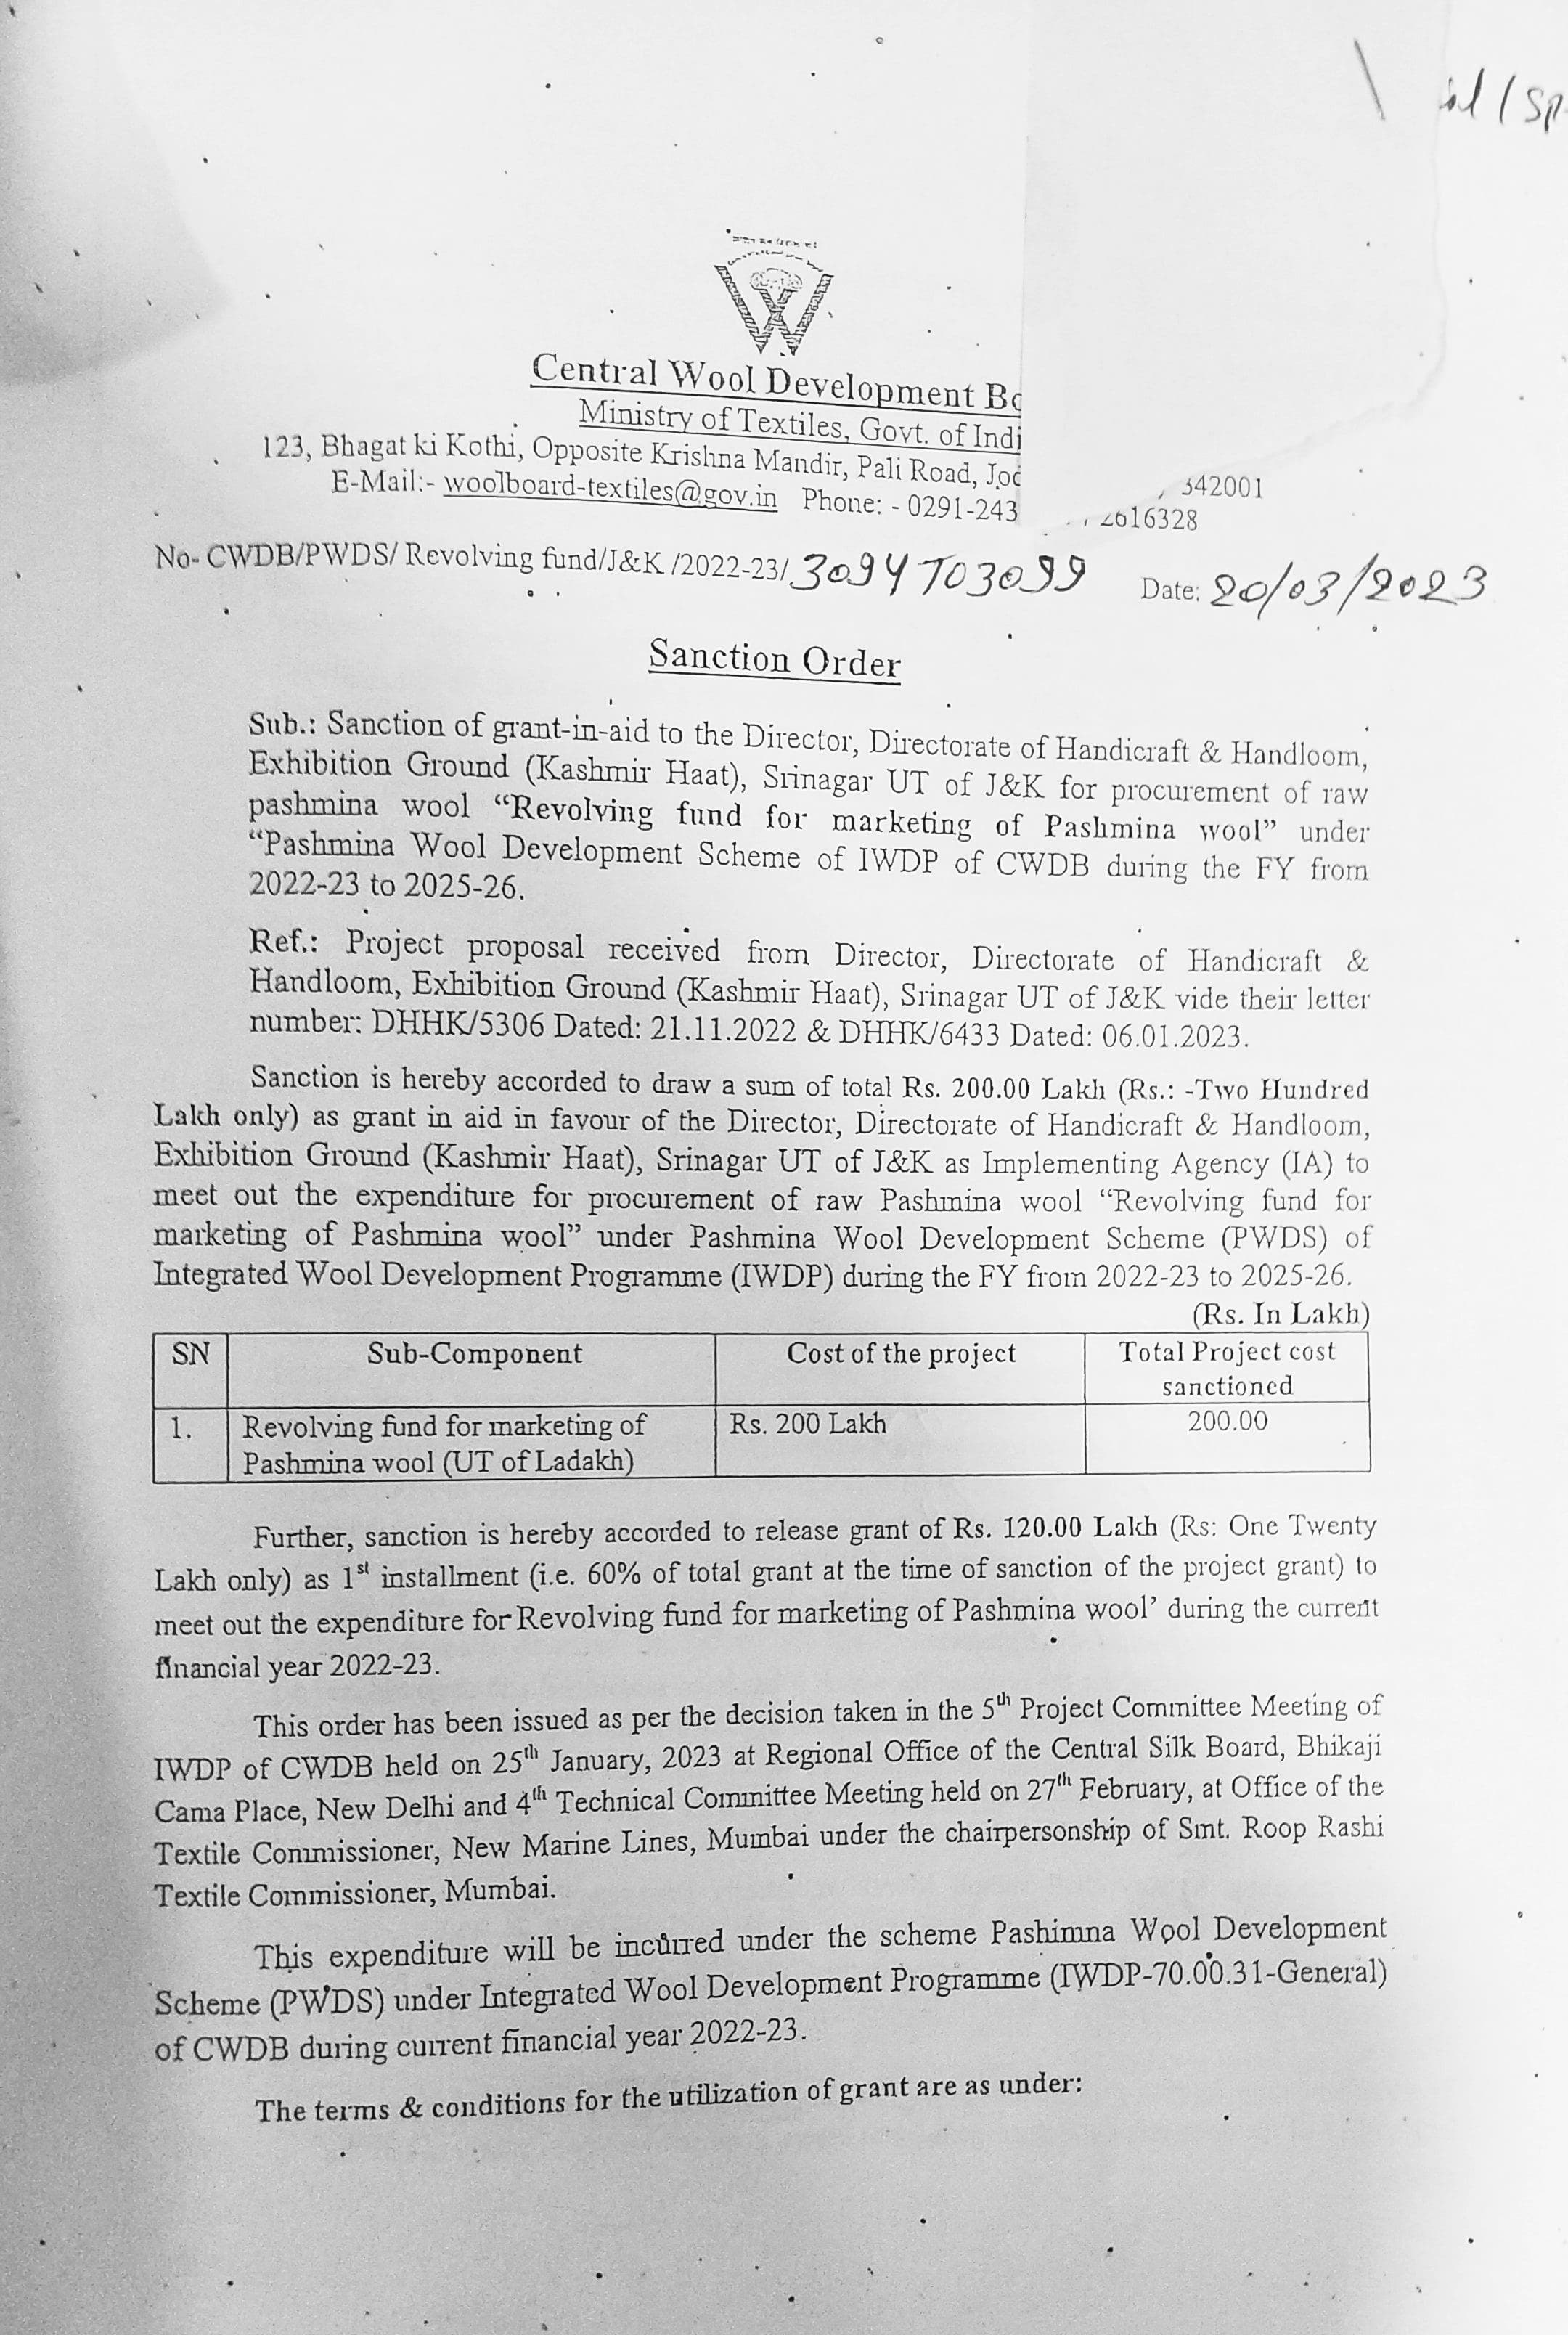 Central Wool Development Bo
Ministry of Textiles, Govt. of Indi
123, Bhagat ki Kothi, Opposite Krishna Mandir, Pali Road, Jod 342001
E-Mail:- woolboard-textiles@gov.in Phone: - 0291-243 2616328
No- CWDB/PWDS/ Revolving fund/J&K /2022-23/ 3094 TO 3099 Date: 20/03/2023
Sanction Order
Sub.: Sanction of grant-in-aid to the Director, Directorate of Handicraft & Handloom,
Exhibition Ground (Kashmir Haat), Srinagar UT of J&K for procurement of raw
pashmina wool “Revolving fund for marketing of Pashmina wool” under
“Pashmina Wool Development Scheme of IWDP of CWDB during the FY from
2022-23 to 2025-26.
Ref.: Project proposal received from Director, Directorate of Handicraft &
Handloom, Exhibition Ground (Kashmir Haat), Srinagar UT of J&K vide their letter
number: DHHK/5306 Dated: 21.11.2022 & DHHK/6433 Dated: 06.01.2023.
Sanction is hereby accorded to draw a sum of total Rs. 200.00 Lakh (Rs.: -Two Hundred
Lakh only) as grant in aid in favour of the Director, Directorate of Handicraft & Handloom,
Exhibition Ground (Kashmir Haat), Srinagar UT of J&K as Implementing Agency (IA) to
meet out the expenditure for procurement of raw Pashmina wool “Revolving fund for
marketing of Pashmina wool” under Pashmina Wool Development Scheme (PWDS) of
Integrated Wool Development Programme (IWDP) during the FY from 2022-23 to 2025-26.
(Rs. In Lakh)
SN Sub-Component Cost of the project Total Project cost
sanctioned
1. Revolving fund for marketing of Rs. 200 Lakh 200.00
Pashmina wool (UT of Ladakh)
Further, sanction is hereby accorded to release grant of Rs. 120.00 Lakh (Rs: One Twenty
Lakh only) as 1st installment (i.e. 60% of total grant at the time of sanction of the project grant) to
meet out the expenditure for Revolving fund for marketing of Pashmina wool’ during the current
financial year 2022-23.
This order has been issued as per the decision taken in the 5th Project Committee Meeting of
IWDP of CWDB held on 25th January, 2023 at Regional Office of the Central Silk Board, Bhikaji
Cama Place, New Delhi and 4th Technical Committee Meeting held on 27th February, at Office of the
Textile Commissioner, New Marine Lines, Mumbai under the chairpersonship of Smt. Roop Rashi
Textile Commissioner, Mumbai.
This expenditure will be incurred under the scheme Pashimna Wool Development
Scheme (PWDS) under Integrated Wool Development Programme (IWDP-70.00.31-General)
of CWDB during current financial year 2022-23.
The terms & conditions for the utilization of grant are as under: